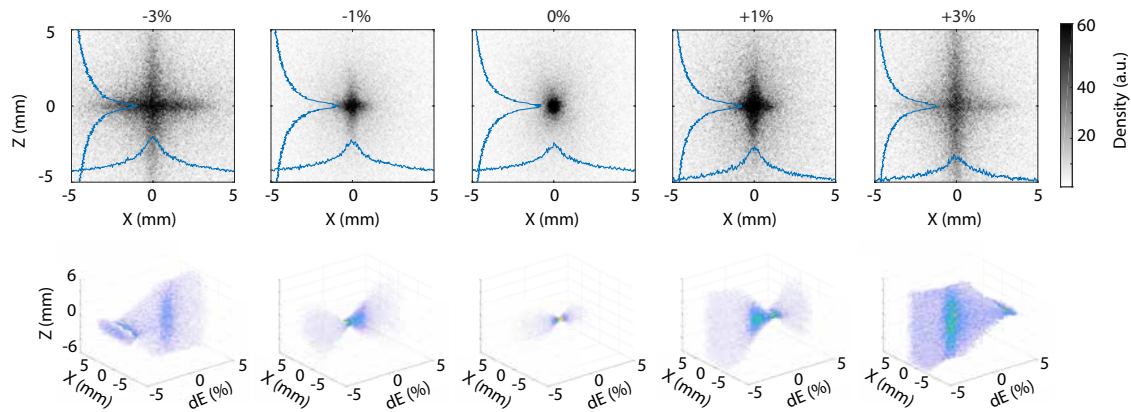 -3% -1% 0% +1% +3%
5
0
-5
Z (mm)
-5 0 5 -5 0 5 -5 0 5 -5 0 5 -5 0 5
X (mm) X (mm) X (mm) X (mm) X (mm)
60
40
20
Density (a.u.)
6
0
-6
Z (mm)
5 0 -5 -5 0 5 5 0 -5 -5 0 5 5 0 -5 -5 0 5 5 0 -5 -5 0 5 5 0 -5 -5 0 5
X (mm) dE (%) X (mm) dE (%) X (mm) dE (%) X (mm) dE (%) X (mm) dE (%)